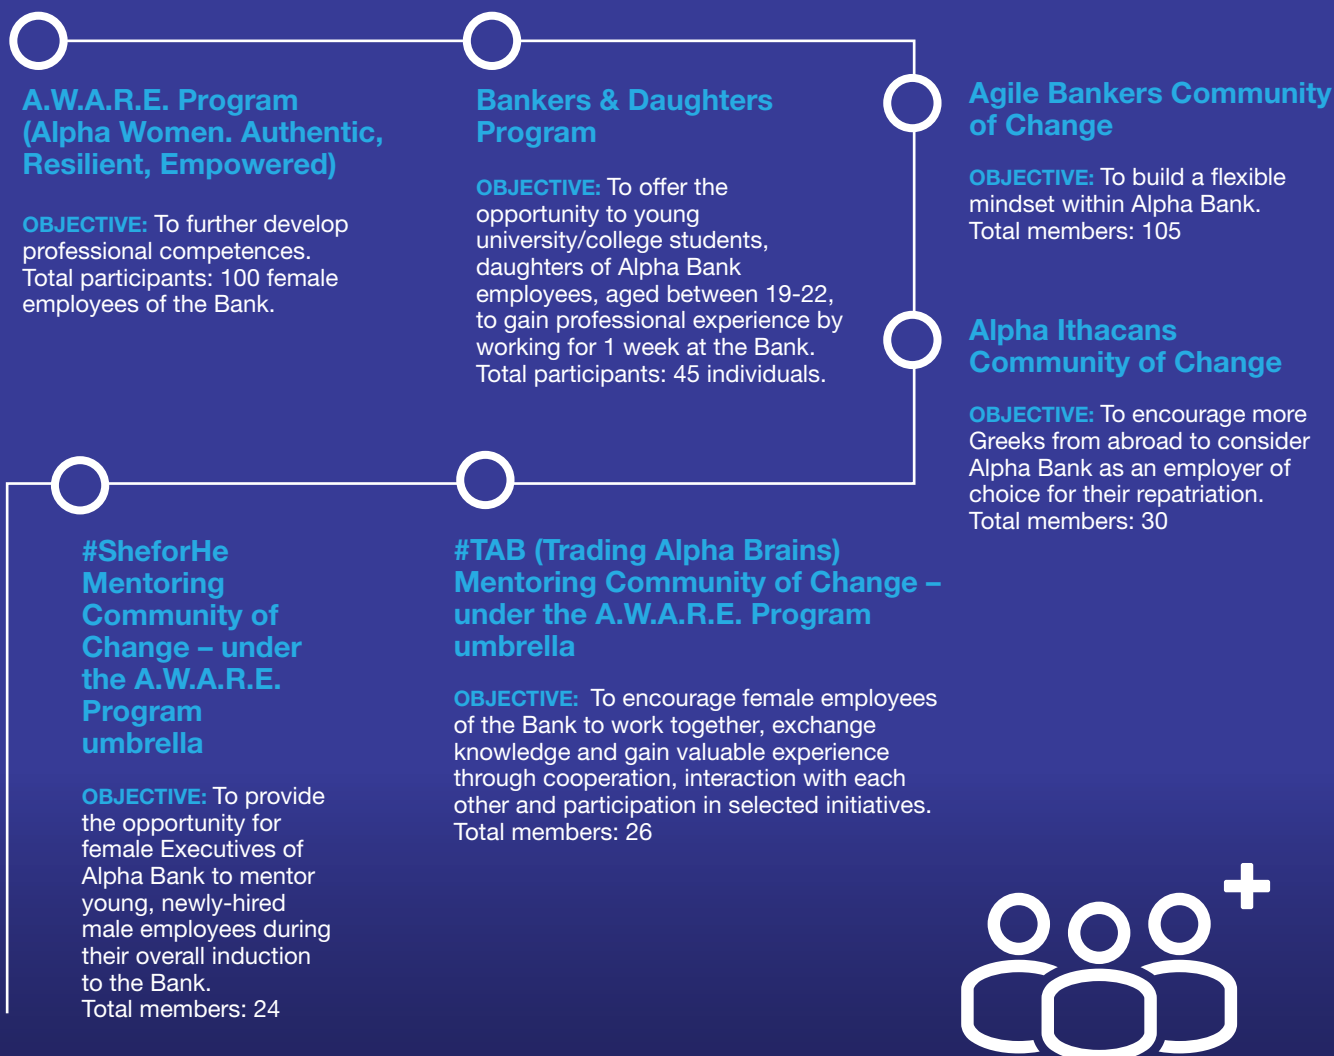 A.W.A.R.E. Program
(Alpha Women. Authentic,
Resilient, Empowered)
OBJECTIVE: To further develop
professional competences.
Total participants: 100 female
employees of the Bank.
Bankers & Daughters
Program
OBJECTIVE: To offer the
opportunity to young
university/college students,
daughters of Alpha Bank
employees, aged between 19-22,
to gain professional experience by
working for 1 week at the Bank.
Total participants: 45 individuals.
Agile Bankers Community
of Change
OBJECTIVE: To build a flexible
mindset within Alpha Bank.
Total members: 105
Alpha Ithacans
Community of Change
OBJECTIVE: To encourage more
Greeks from abroad to consider
Alpha Bank as an employer of
choice for their repatriation.
Total members: 30
#TAB (Trading Alpha Brains)
Mentoring Community of Change –
under the A.W.A.R.E. Program
umbrella
OBJECTIVE: To encourage female employees
of the Bank to work together, exchange
knowledge and gain valuable experience
through cooperation, interaction with each
other and participation in selected initiatives.
Total members: 26
#SheforHe
Mentoring
Community of
Change – under
the A.W.A.R.E.
Program
umbrella
OBJECTIVE: To provide
the opportunity for
female Executives of
Alpha Bank to mentor
young, newly-hired
male employees during
their overall induction
to the Bank.
Total members: 24